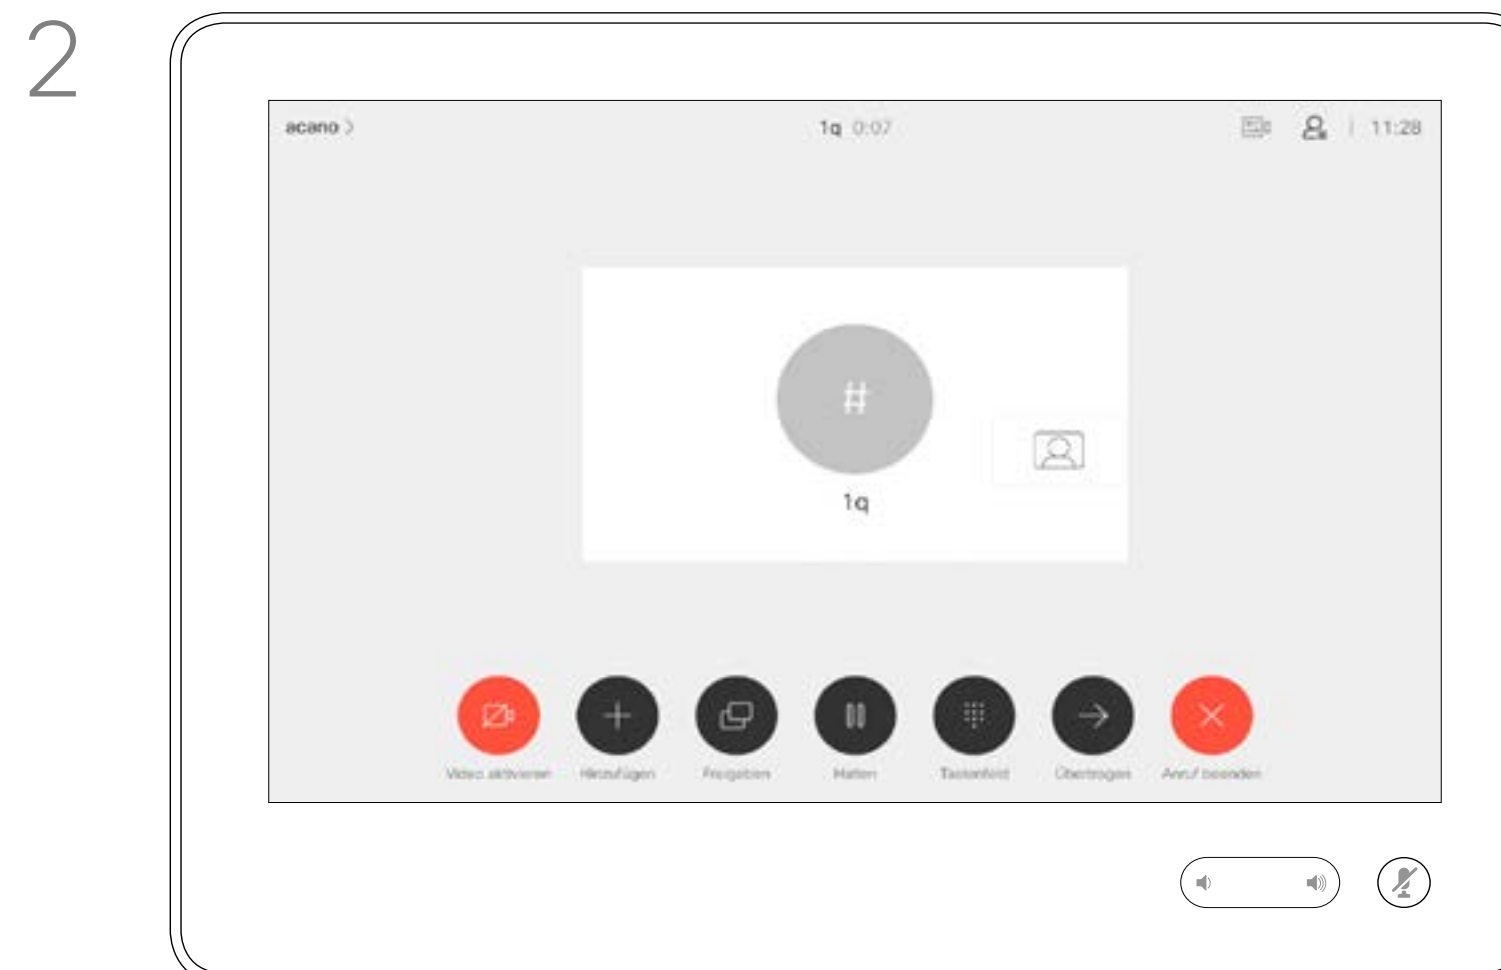 2
acano >
1q 0:07
11:28
#
1q
Video aktivieren Hinzufügen Freigeben Halten Tastenfeld Übertragen Anruf beenden